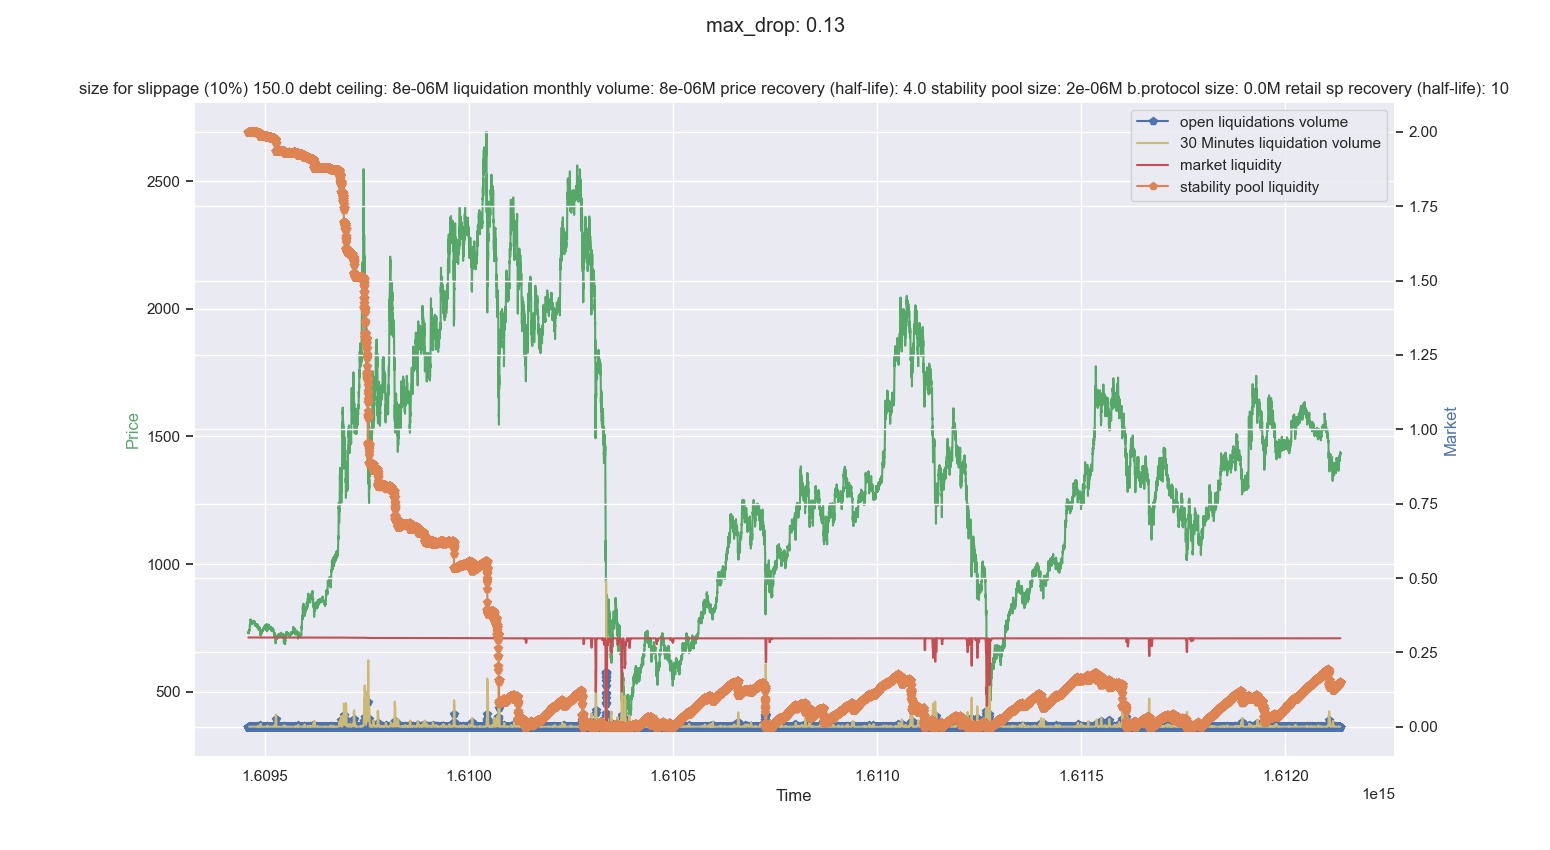 max_drop: 0.13
size for slippage (10%) 150.0 debt ceiling: 8e-06M liquidation monthly volume: 8e-06M price recovery (half-life): 4.0 stability pool size: 2e-06M b.protocol size: 0.0M retail sp recovery (half-life): 10
open liquidations volume
30 Minutes liquidation volume
market liquidity
stability pool liquidity
2500
2000
1500
1000
500
Price
2.00
1.75
1.50
1.25
1.00
0.75
0.50
0.25
0.00
Market
1.6095 1.6100 1.6105 1.6110 1.6115 1.6120
1e15
Time